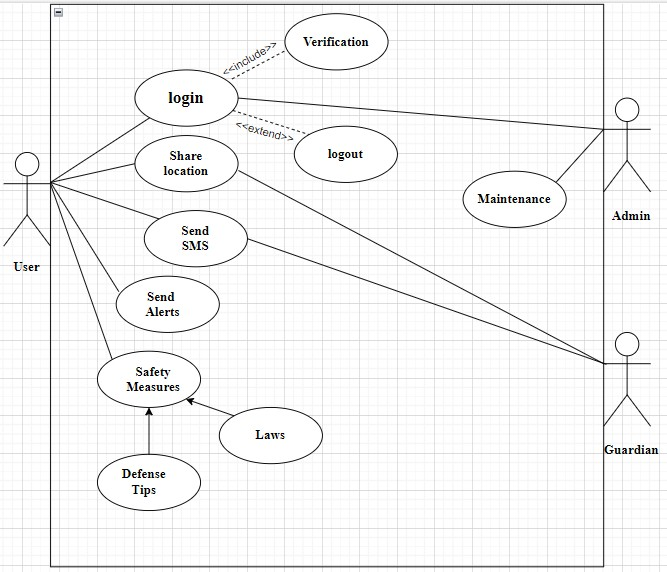 Verification
<<include>>
login
<<extend>>
logout
Share
location
Maintenance
Admin
Send
SMS
User
Send
Alerts
Safety
Measures
Laws
Guardian
Defense
Tips